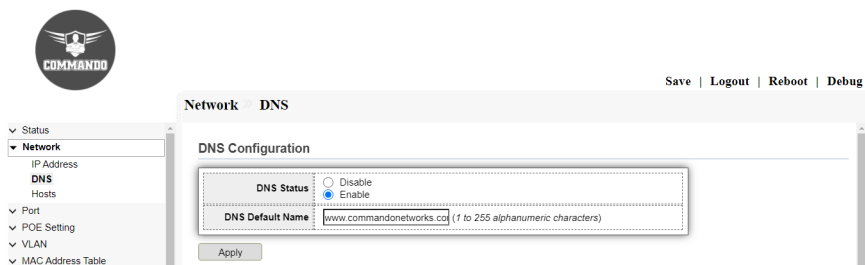 COMMANDO
Save | Logout | Reboot | Debug
Network DNS
Status
Network
IP Address
DNS
Hosts
Port
POE Setting
VLAN
MAC Address Table
DNS Configuration
DNS Status
Disable
Enable
DNS Default Name www.commandonetworks.cor (1 to 255 alphanumeric characters)
Apply